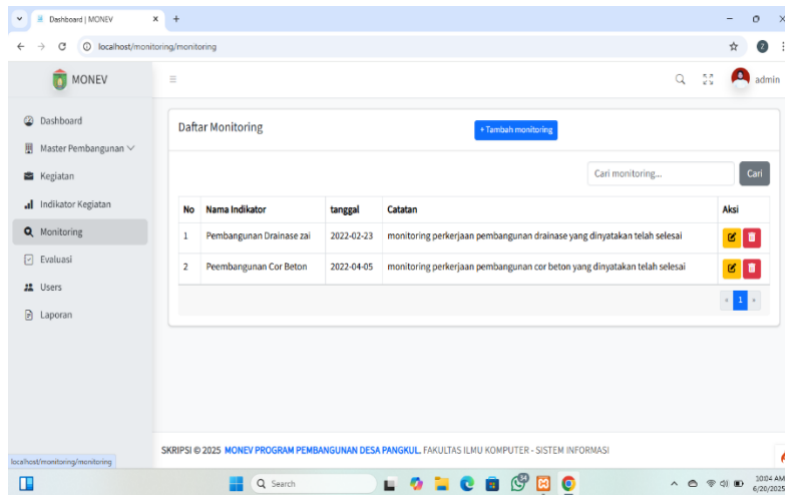 Dashboard | MONEV
localhost/monitoring/monitoring
MONEV
admin
Dashboard
Master Pembangunan
Kegiatan
Indikator Kegiatan
Monitoring
Evaluasi
Users
Laporan
Daftar Monitoring
+Tambah monitoring
Cari monitoring...
Cari
No Nama Indikator tanggal Catatan Aksi
1 Pembangunan Drainase zai 2022-02-23 monitoring perkerjaan pembangunan drainase yang dinyatakan telah selesai
2 Peembangunan Cor Beton 2022-04-05 monitoring perkerjaan pembangunan cor beton yang dinyatakan telah selesai
« 1 »
SKRIPSI © 2025 MONEV PROGRAM PEMBANGUNAN DESA PANGKUL. FAKULTAS ILMU KOMPUTER - SISTEM INFORMASI
localhost/monitoring/monitoring
Search
10:04 AM
6/20/2025